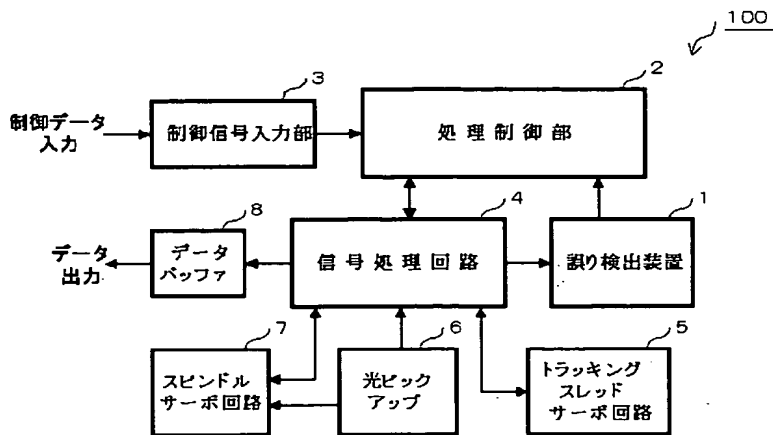 100
3
2
制御データ
入力
制御信号入力部
処理制御部
8
4
1
データ
出力
データ
バッファ
信号処理回路
誤り検出装置
7
6
5
スピンドル
サーボ回路
光ピック
アップ
トラッキング
スレッド
サーボ回路